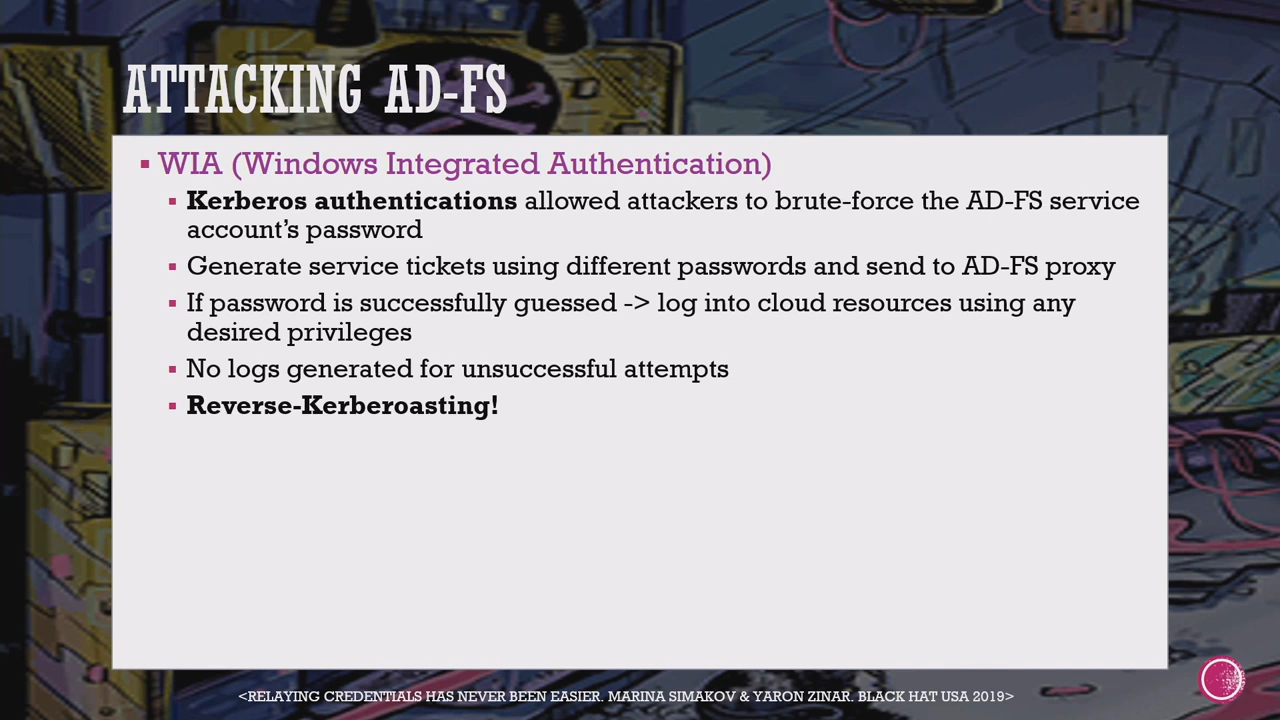 ATTACKING AD-FS
▪ WIA (Windows Integrated Authentication)
▪ Kerberos authentications allowed attackers to brute-force the AD-FS service
account’s password
▪ Generate service tickets using different passwords and send to AD-FS proxy
▪ If password is successfully guessed -> log into cloud resources using any
desired privileges
▪ No logs generated for unsuccessful attempts
▪ Reverse-Kerberoasting!
<RELAYING CREDENTIALS HAS NEVER BEEN EASIER. MARINA SIMAKOV & YARON ZINAR. BLACK HAT USA 2019>